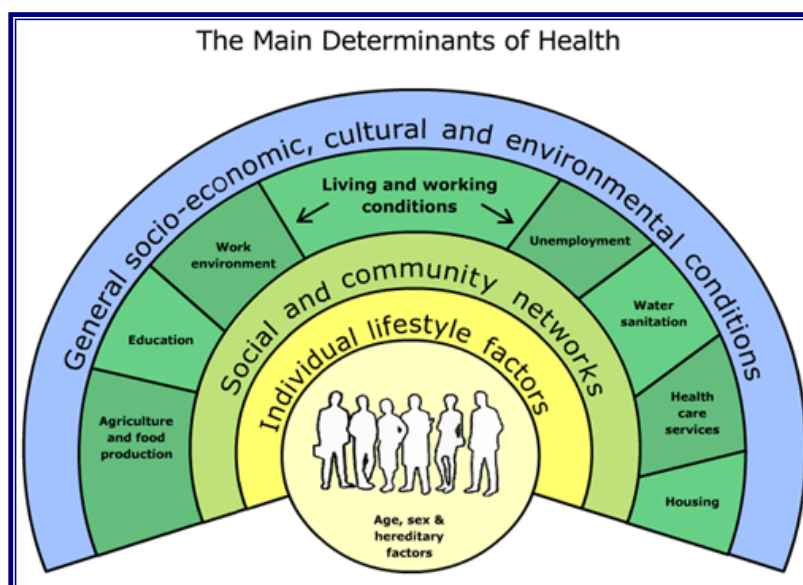 The Main Determinants of Health
General socio-economic, cultural and environmental conditions
Living and working
conditions
Work
environment
Unemployment
Education
Water
sanitation
Agriculture
and food
production
Health
care
services
Housing
Social and community networks
Individual lifestyle factors
Age, sex &
hereditary
factors